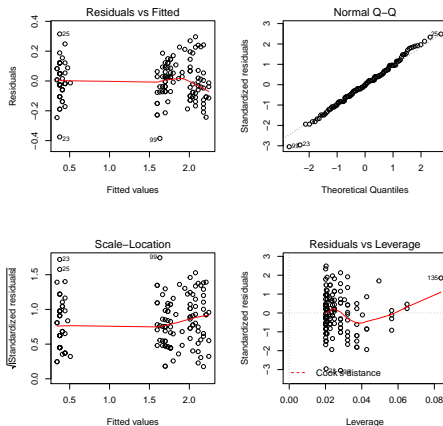 Residuals vs Fitted
Residuals
−0.4 −0.2 0.0 0.2 0.4
25
23
99
0.5 1.0 1.5 2.0
Fitted values
Normal Q−Q
Standardized residuals
−3 −2 −1 0 1 2 3
25
23
−2 −1 0 1 2
Theoretical Quantiles
Scale−Location
√|Standardized residuals|
0.0 0.5 1.0 1.5
23
25
99
0.5 1.0 1.5 2.0
Fitted values
Residuals vs Leverage
Standardized residuals
−3 −2 −1 0 1 2 3
135
Cook's distance
0.00 0.02 0.04 0.06 0.08
Leverage